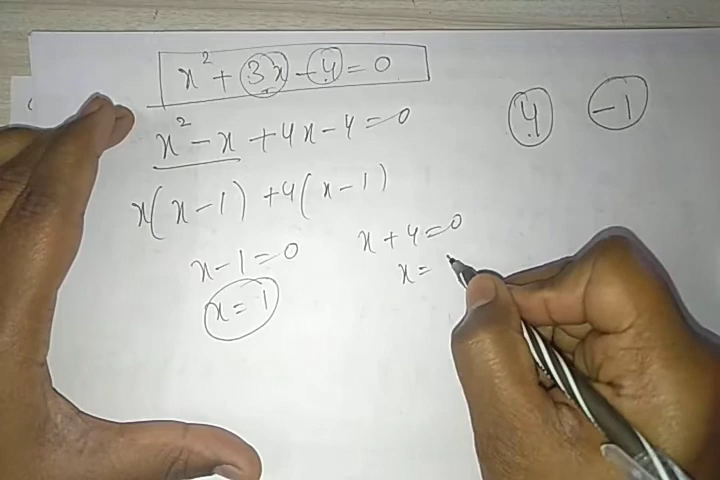 x² + 3x - 4 = 0
4 -1
x² - x + 4x - 4 = 0
x(x - 1) + 4(x - 1)
x - 1 = 0 x + 4 = 0
x = 1 x =